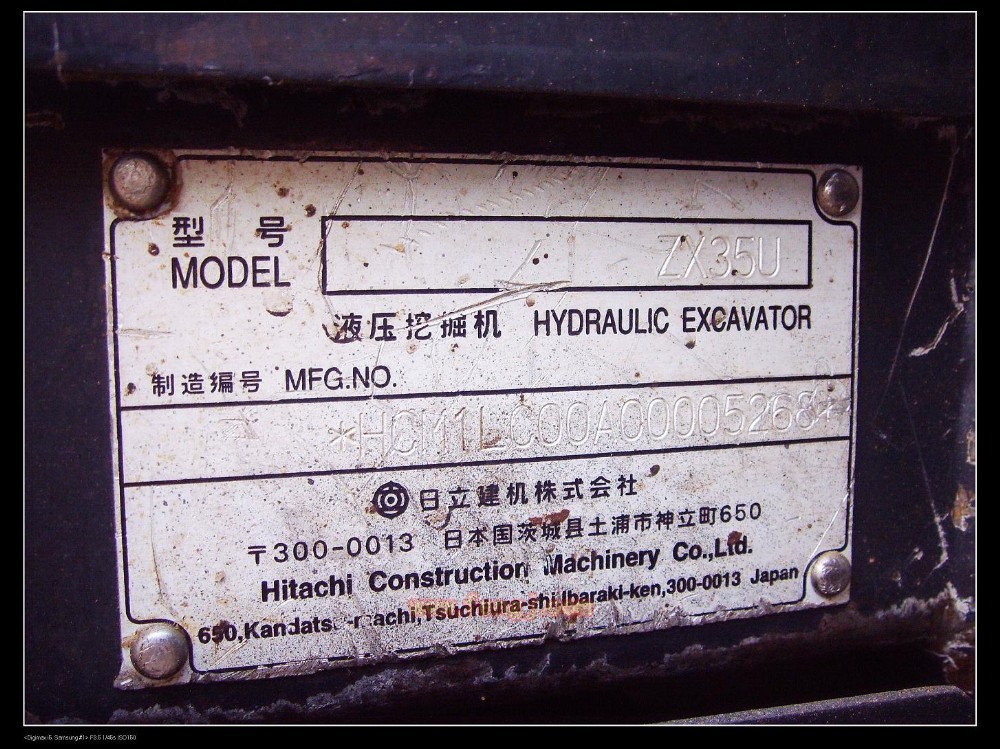 型 号
MODEL ZX35U
液压挖掘机 HYDRAULIC EXCAVATOR
制造编号 MFG.NO.
*HCM1LC00A00005268*
日立建机株式会社
〒300-0013 日本国茨城县土浦市神立町650
Hitachi Construction Machinery Co.,Ltd.
650,Kandatsu-machi,Tsuchiura-shi,Ibaraki-ken,300-0013 Japan